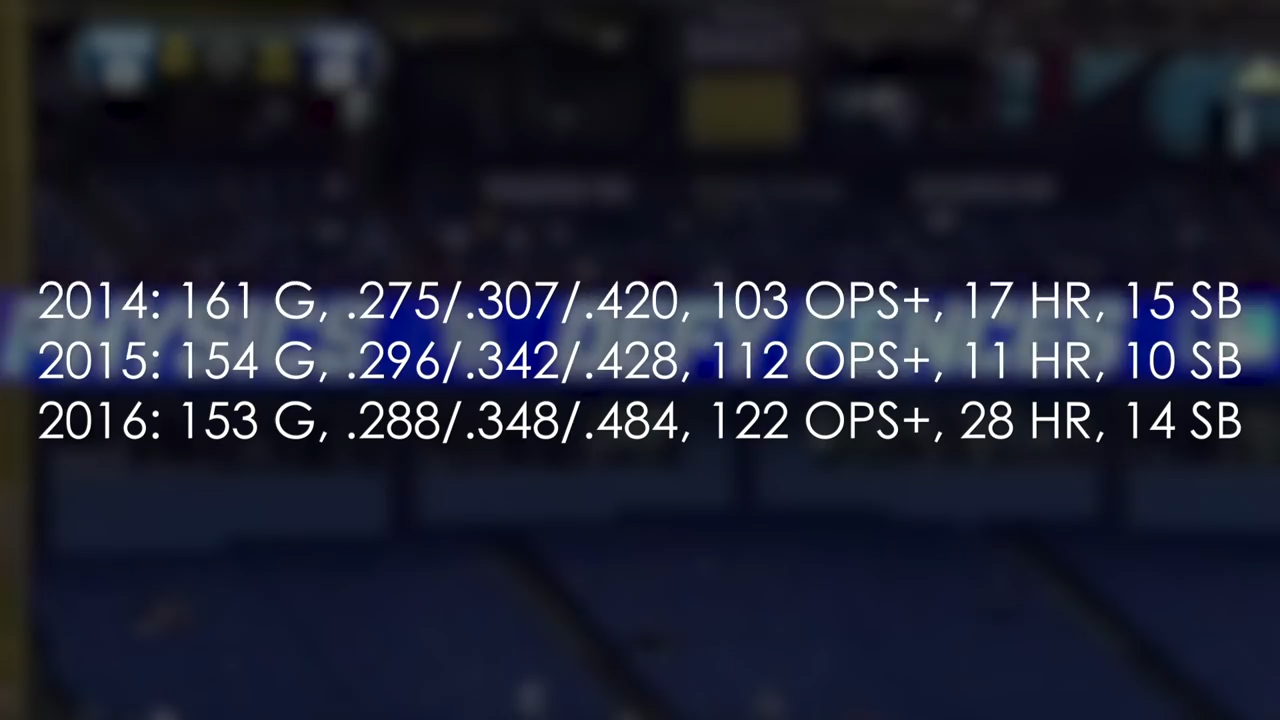 2014: 161 G, .275/.307/.420, 103 OPS+, 17 HR, 15 SB
2015: 154 G, .296/.342/.428, 112 OPS+, 11 HR, 10 SB
2016: 153 G, .288/.348/.484, 122 OPS+, 28 HR, 14 SB